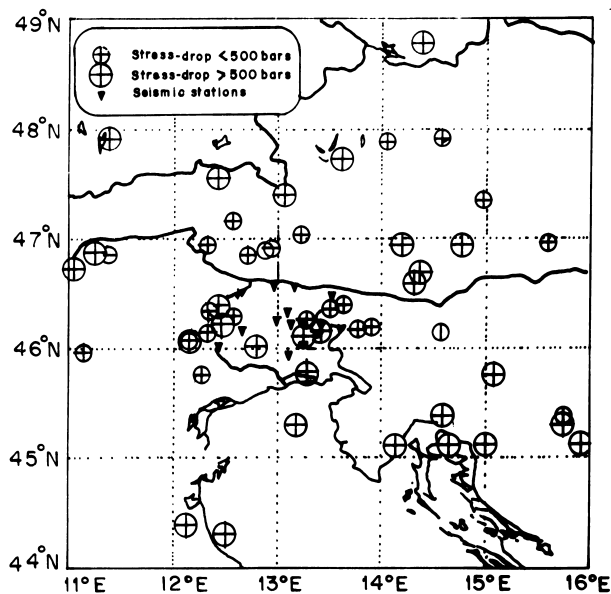 49°N
Stress-drop <500 bars
Stress-drop >500 bars
Seismic stations
48°N
47°N
46°N
45°N
44°N
11°E 12°E 13°E 14°E 15°E 16°E